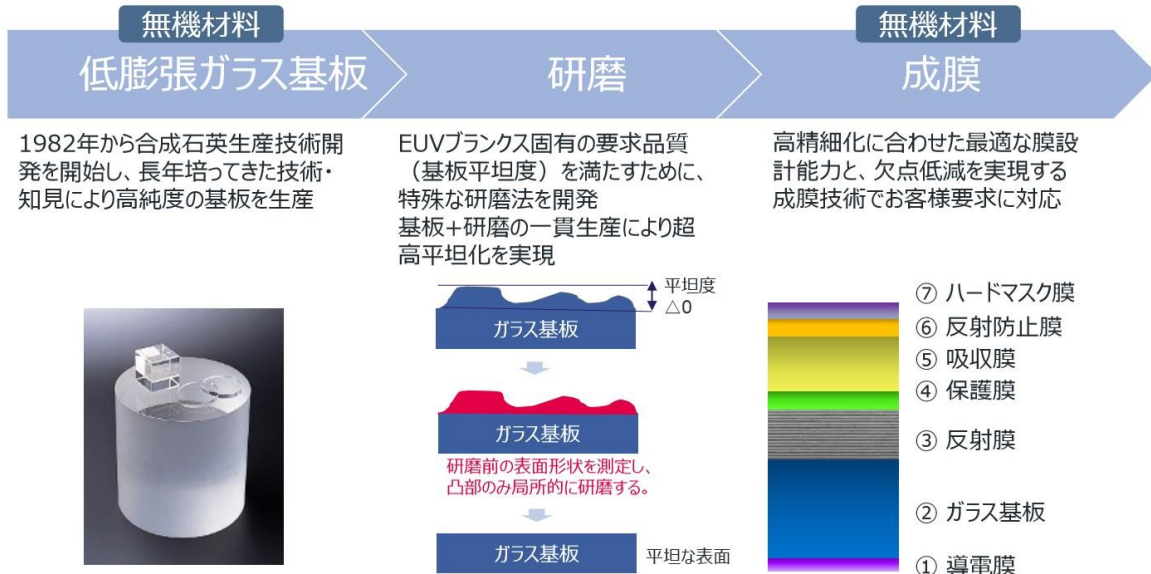 無機材料
低膨張ガラス基板
1982年から合成石英生産技術開
発を開始し、長年培ってきた技術・
知見により高純度の基板を生産
研磨
EUVブランクス固有の要求品質
（基板平坦度）を満たすために、
特殊な研磨法を開発
基板+研磨の一貫生産により超
高平坦化を実現
平坦度
△0
ガラス基板
ガラス基板
研磨前の表面形状を測定し、
凸部のみ局所的に研磨する。
ガラス基板
平坦な表面
無機材料
成膜
高精細化に合わせた最適な膜設
計能力と、欠点低減を実現する
成膜技術でお客様要求に対応
⑦ ハードマスク膜
⑥ 反射防止膜
⑤ 吸収膜
④ 保護膜
③ 反射膜
② ガラス基板
① 導電膜